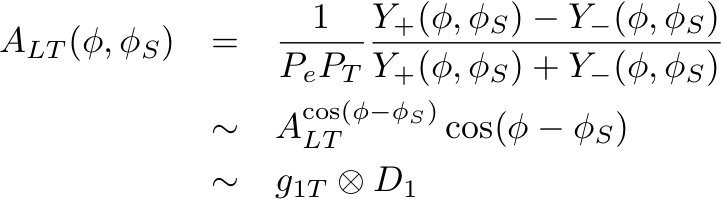 A_{LT}(\phi, \phi_S) = \frac{1}{P_e P_T} \frac{Y_+(\phi, \phi_S) - Y_-(\phi, \phi_S)}{Y_+(\phi, \phi_S) + Y_-(\phi, \phi_S)}
\sim A_{LT}^{\cos(\phi - \phi_S)} \cos(\phi - \phi_S)
\sim g_{1T} \otimes D_1